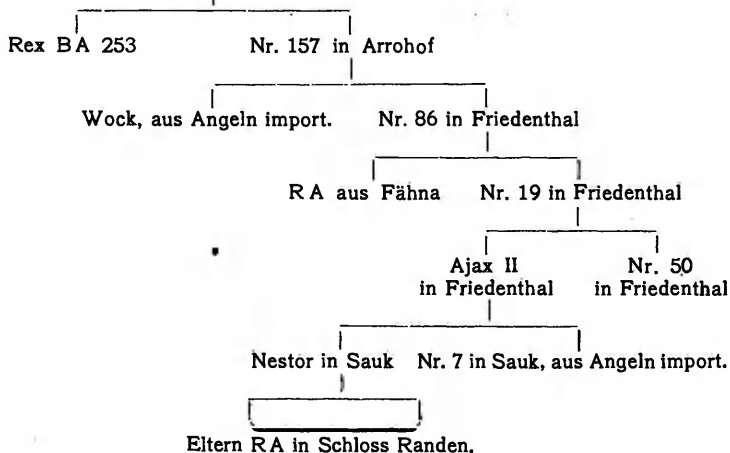 Rex BA 253 Nr. 157 in Arrohof
Wock, aus Angeln import. Nr. 86 in Friedenthal
R A aus Fähna Nr. 19 in Friedenthal
Ajax II Nr. 50
in Friedenthal in Friedenthal
Nestor in Sauk Nr. 7 in Sauk, aus Angeln import.
Eltern RA in Schloss Randen.